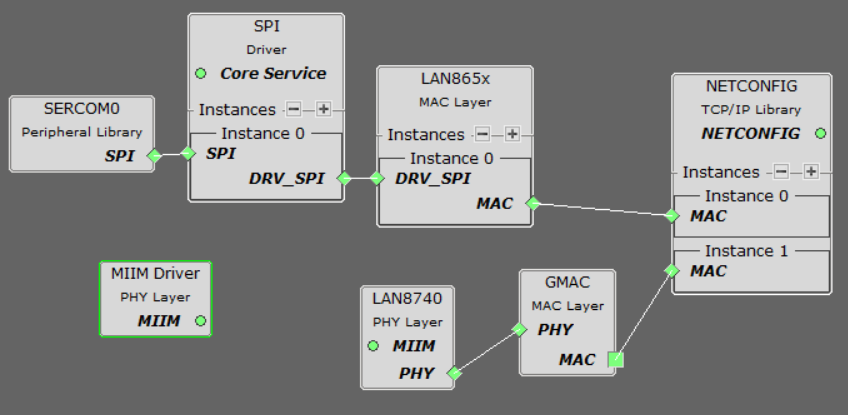 SPI
Driver
Core Service
Instances
Instance 0
SPI
DRV_SPI
SERCOM0
Peripheral Library
SPI
LAN865x
MAC Layer
Instances
Instance 0
DRV_SPI
MAC
NETCONFIG
TCP/IP Library
NETCONFIG
Instances
Instance 0
MAC
Instance 1
MAC
MIIM Driver
PHY Layer
MIIM
LAN8740
PHY Layer
MIIM
PHY
GMAC
MAC Layer
PHY
MAC